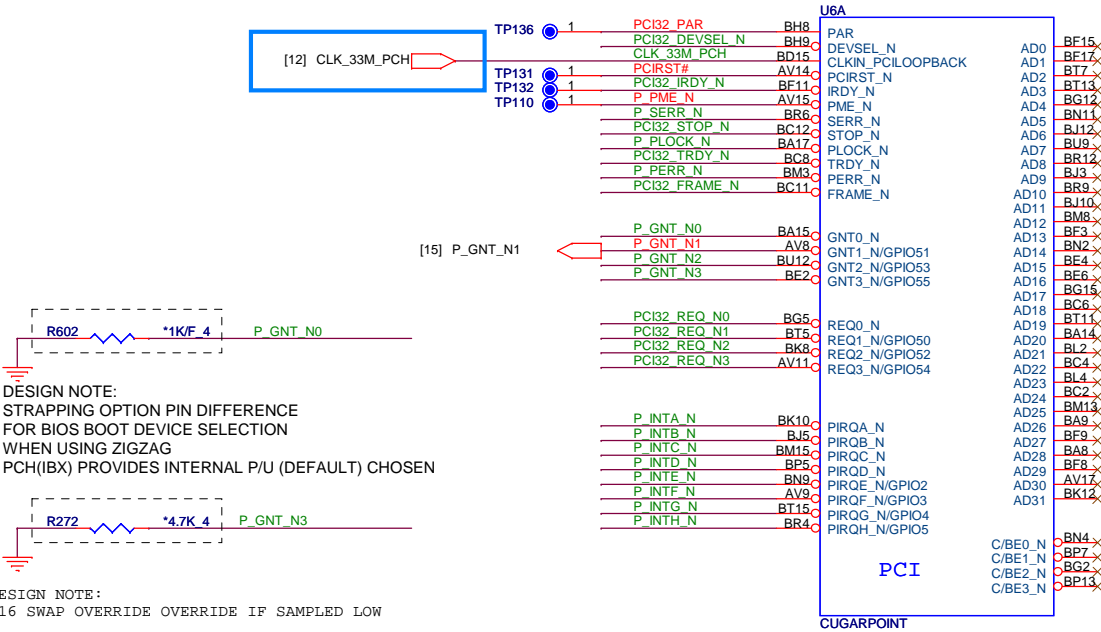 U6A
TP136 1 PCI32_PAR BH8 PAR
PCI32_DEVSEL_N BH9 DEVSEL_N
[12] CLK_33M_PCH CLK_33M_PCH BD15 CLKIN_PCILOOPBACK
TP131 1 PCIRST# AV14 PCIRST_N
TP132 1 PCI32_IRDY_N BF11 IRDY_N
TP110 1 P_PME_N AV15 PME_N
P_SERR_N BR6 SERR_N
PCI32_STOP_N BC12 STOP_N
P_PLOCK_N BA17 PLOCK_N
PCI32_TRDY_N BC8 TRDY_N
P_PERR_N BM3 PERR_N
PCI32_FRAME_N BC11 FRAME_N
P_GNT_N0 BA15 GNT0_N
[15] P_GNT_N1 P_GNT_N1 AV8 GNT1_N/GPIO51
P_GNT_N2 BU12 GNT2_N/GPIO53
P_GNT_N3 BE2 GNT3_N/GPIO55
PCI32_REQ_N0 BG5 REQ0_N
PCI32_REQ_N1 BT5 REQ1_N/GPIO50
PCI32_REQ_N2 BK8 REQ2_N/GPIO52
PCI32_REQ_N3 AV11 REQ3_N/GPIO54
P_INTA_N BK10 PIRQA_N
P_INTB_N BJ5 PIRQB_N
P_INTC_N BM15 PIRQC_N
P_INTD_N BP5 PIRQD_N
P_INTE_N BN9 PIRQE_N/GPIO2
P_INTF_N AV9 PIRQF_N/GPIO3
P_INTG_N BT15 PIRQG_N/GPIO4
P_INTH_N BR4 PIRQH_N/GPIO5
AD0 BF15
AD1 BF17
AD2 BT7
AD3 BT13
AD4 BG12
AD5 BN11
AD6 BJ12
AD7 BU9
AD8 BR12
AD9 BJ3
AD10 BR9
AD11 BJ10
AD12 BM8
AD13 BF3
AD14 BN2
AD15 BE4
AD16 BE6
AD17 BG15
AD18 BC6
AD19 BT11
AD20 BA14
AD21 BL2
AD22 BC4
AD23 BL4
AD24 BC2
AD25 BM13
AD26 BA9
AD27 BF9
AD28 BA8
AD29 BF8
AD30 AV17
AD31 BK12
C/BE0_N BN4
C/BE1_N BP7
C/BE2_N BG2
C/BE3_N BP13
PCI
CUGARPOINT
R602 *1K/F_4 P_GNT_N0
DESIGN NOTE:
STRAPPING OPTION PIN DIFFERENCE
FOR BIOS BOOT DEVICE SELECTION
WHEN USING ZIGZAG
PCH(IBX) PROVIDES INTERNAL P/U (DEFAULT) CHOSEN
R272 *4.7K_4 P_GNT_N3
ESIGN NOTE:
16 SWAP OVERRIDE OVERRIDE IF SAMPLED LOW